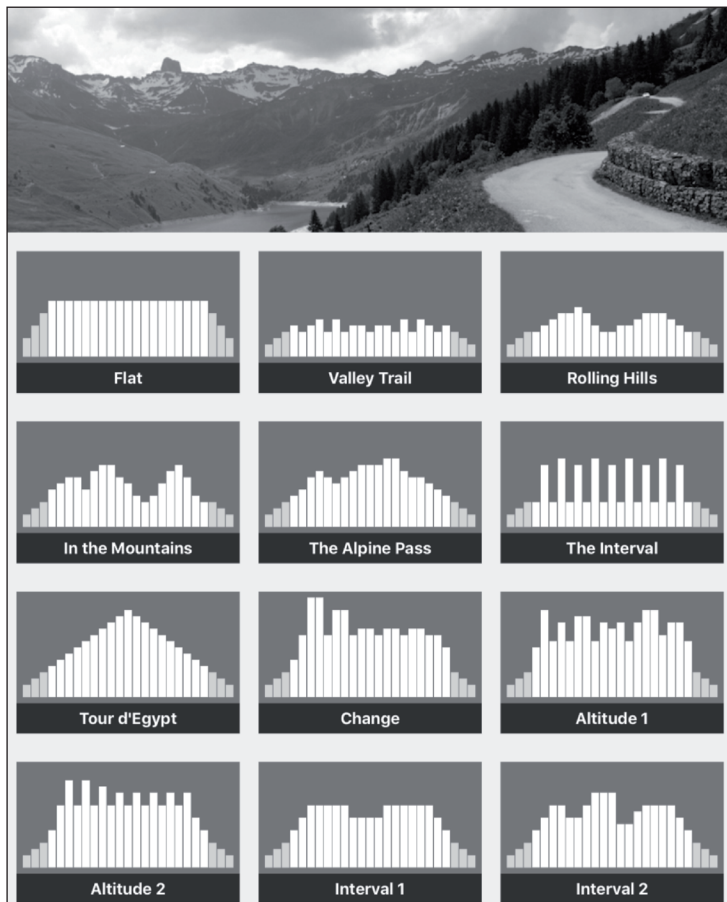 Flat
Valley Trail
Rolling Hills
In the Mountains
The Alpine Pass
The Interval
Tour d'Egypt
Change
Altitude 1
Altitude 2
Interval 1
Interval 2